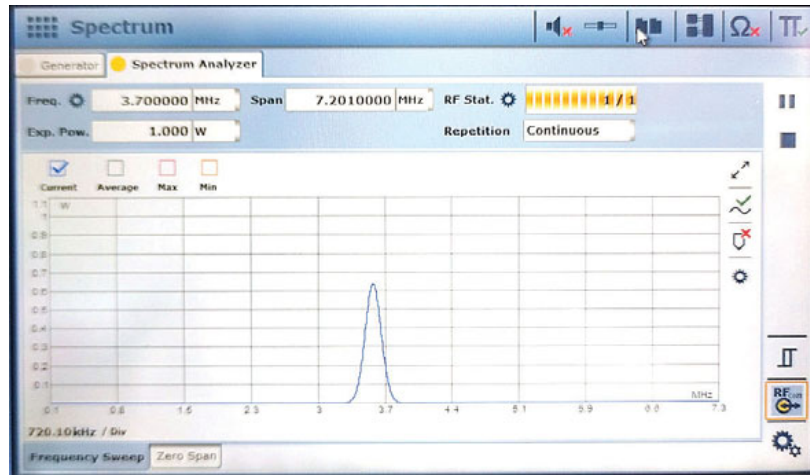 Spectrum
Generator Spectrum Analyzer
Freq. 3.700000 MHz Span 7.2010000 MHz RF Stat. 1 / 1
Exp. Pow. 1.000 W Repetition Continuous
Current Average Max Min
1.1 W
1
0.9
0.8
0.7
0.6
0.5
0.4
0.3
0.2
0.1
MHz
0.1 0.8 1.5 2.3 3 3.7 4.4 5.1 5.9 6.6 7.3
720.10kHz / Div
Frequency Sweep Zero Span
RF